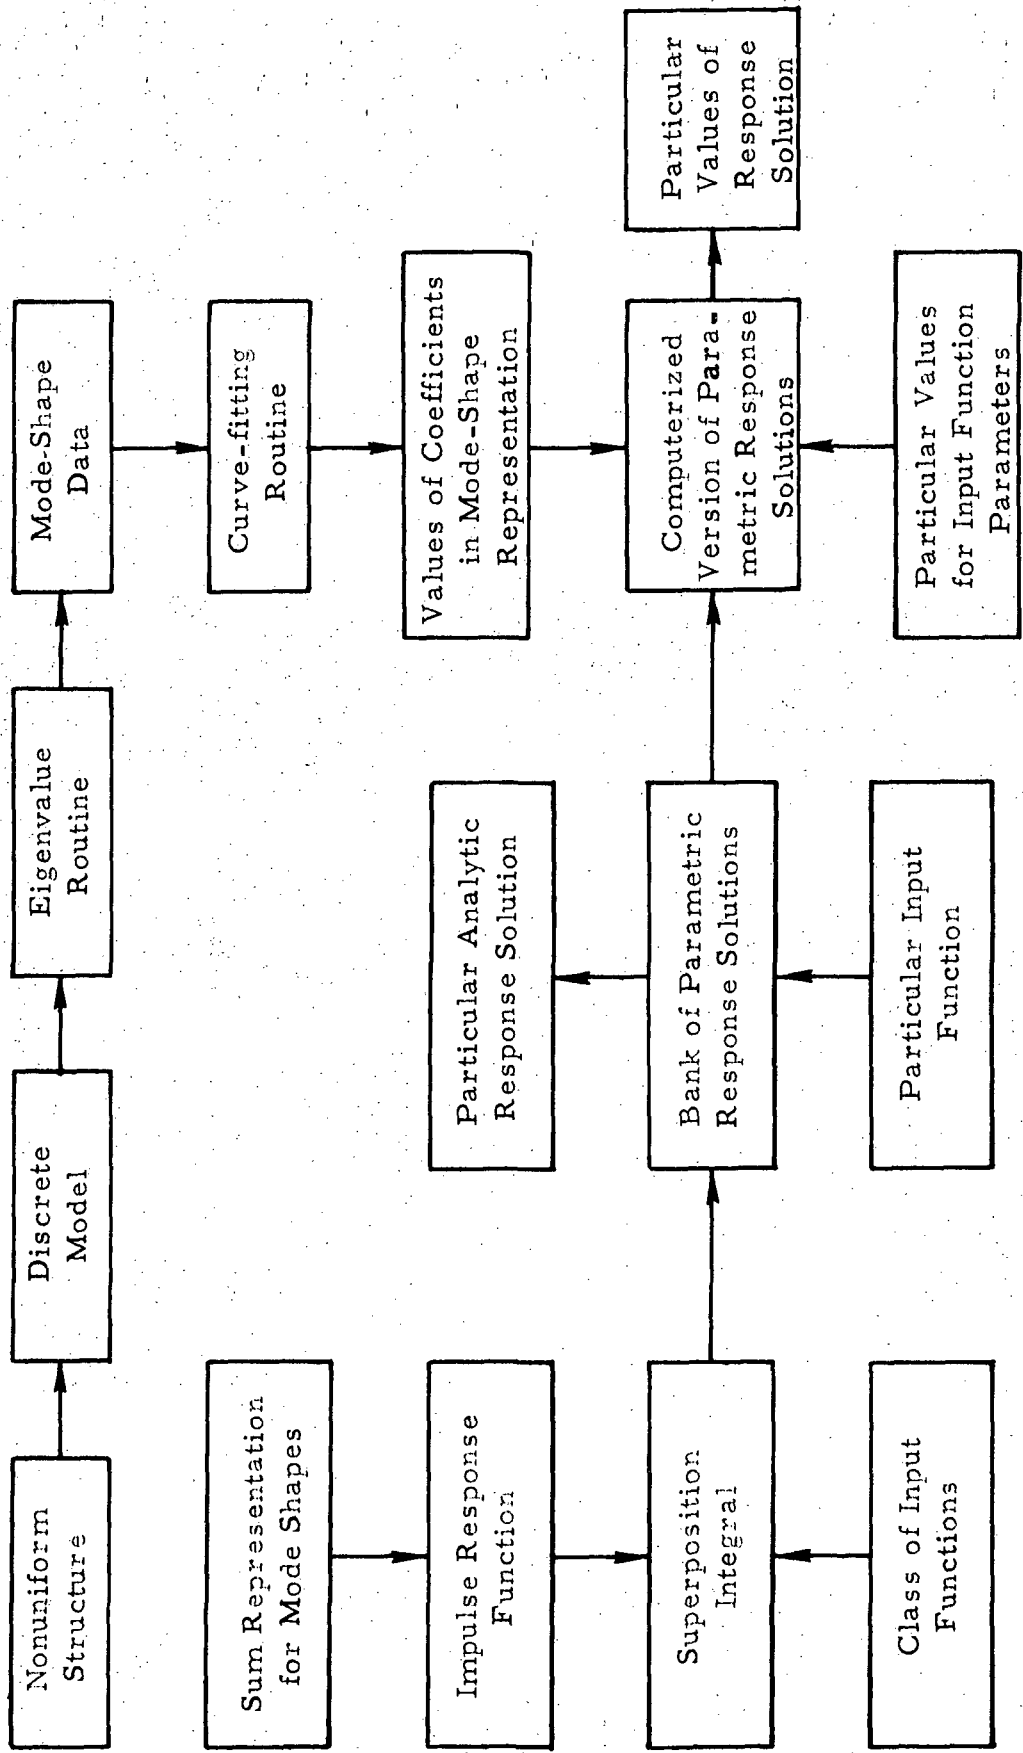 Nonuniform
Structure
Discrete
Model
Eigenvalue
Routine
Mode-Shape
Data
Sum Representation
for Mode Shapes
Curve-fitting
Routine
Impulse Response
Function
Particular Analytic
Response Solution
Values of Coefficients
in Mode-Shape
Representation
Superposition
Integral
Bank of Parametric
Response Solutions
Computerized
Version of Para-
metric Response
Solutions
Particular
Values of
Response
Solution
Class of Input
Functions
Particular Input
Function
Particular Values
for Input Function
Parameters